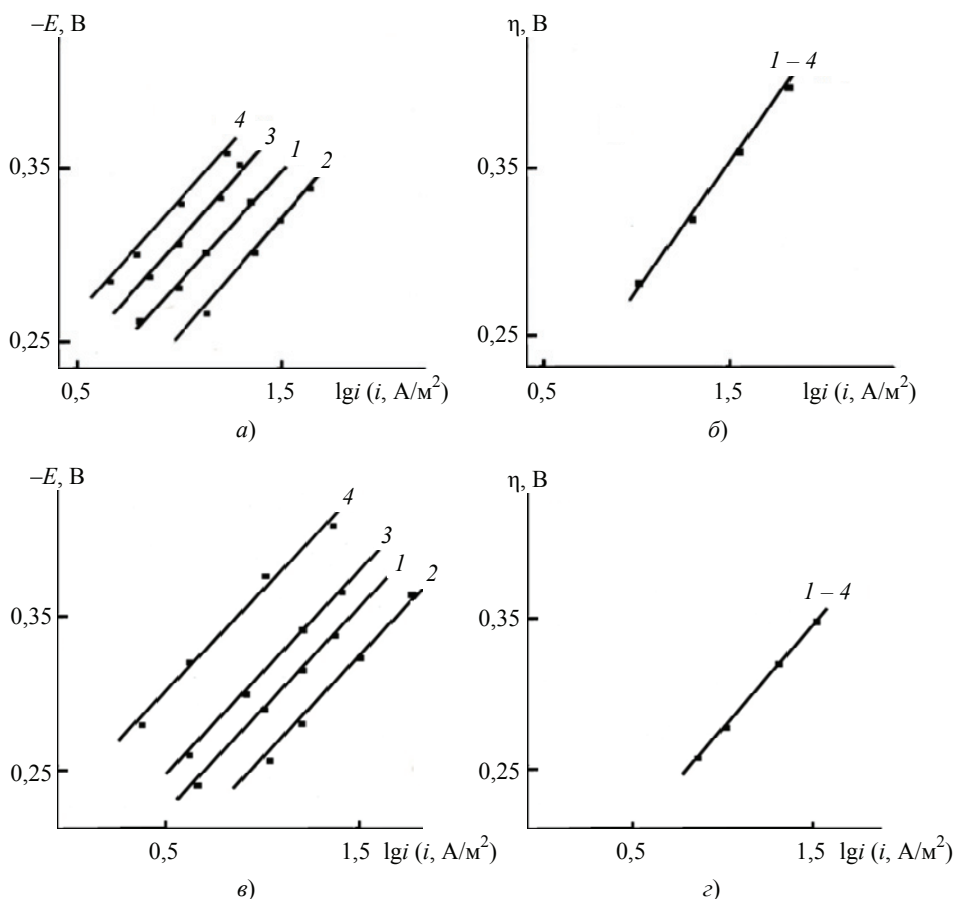 –E, В
4
3
1
2
0,35
0,25
0,5
1,5
lgi (i, А/м²)
а)
η, В
1 – 4
0,35
0,25
0,5
1,5
lgi (i, А/м²)
б)
–E, В
4
3
1
2
0,35
0,25
0,5
1,5
lgi (i, А/м²)
в)
η, В
1 – 4
0,35
0,25
0,5
1,5
lgi (i, А/м²)
г)